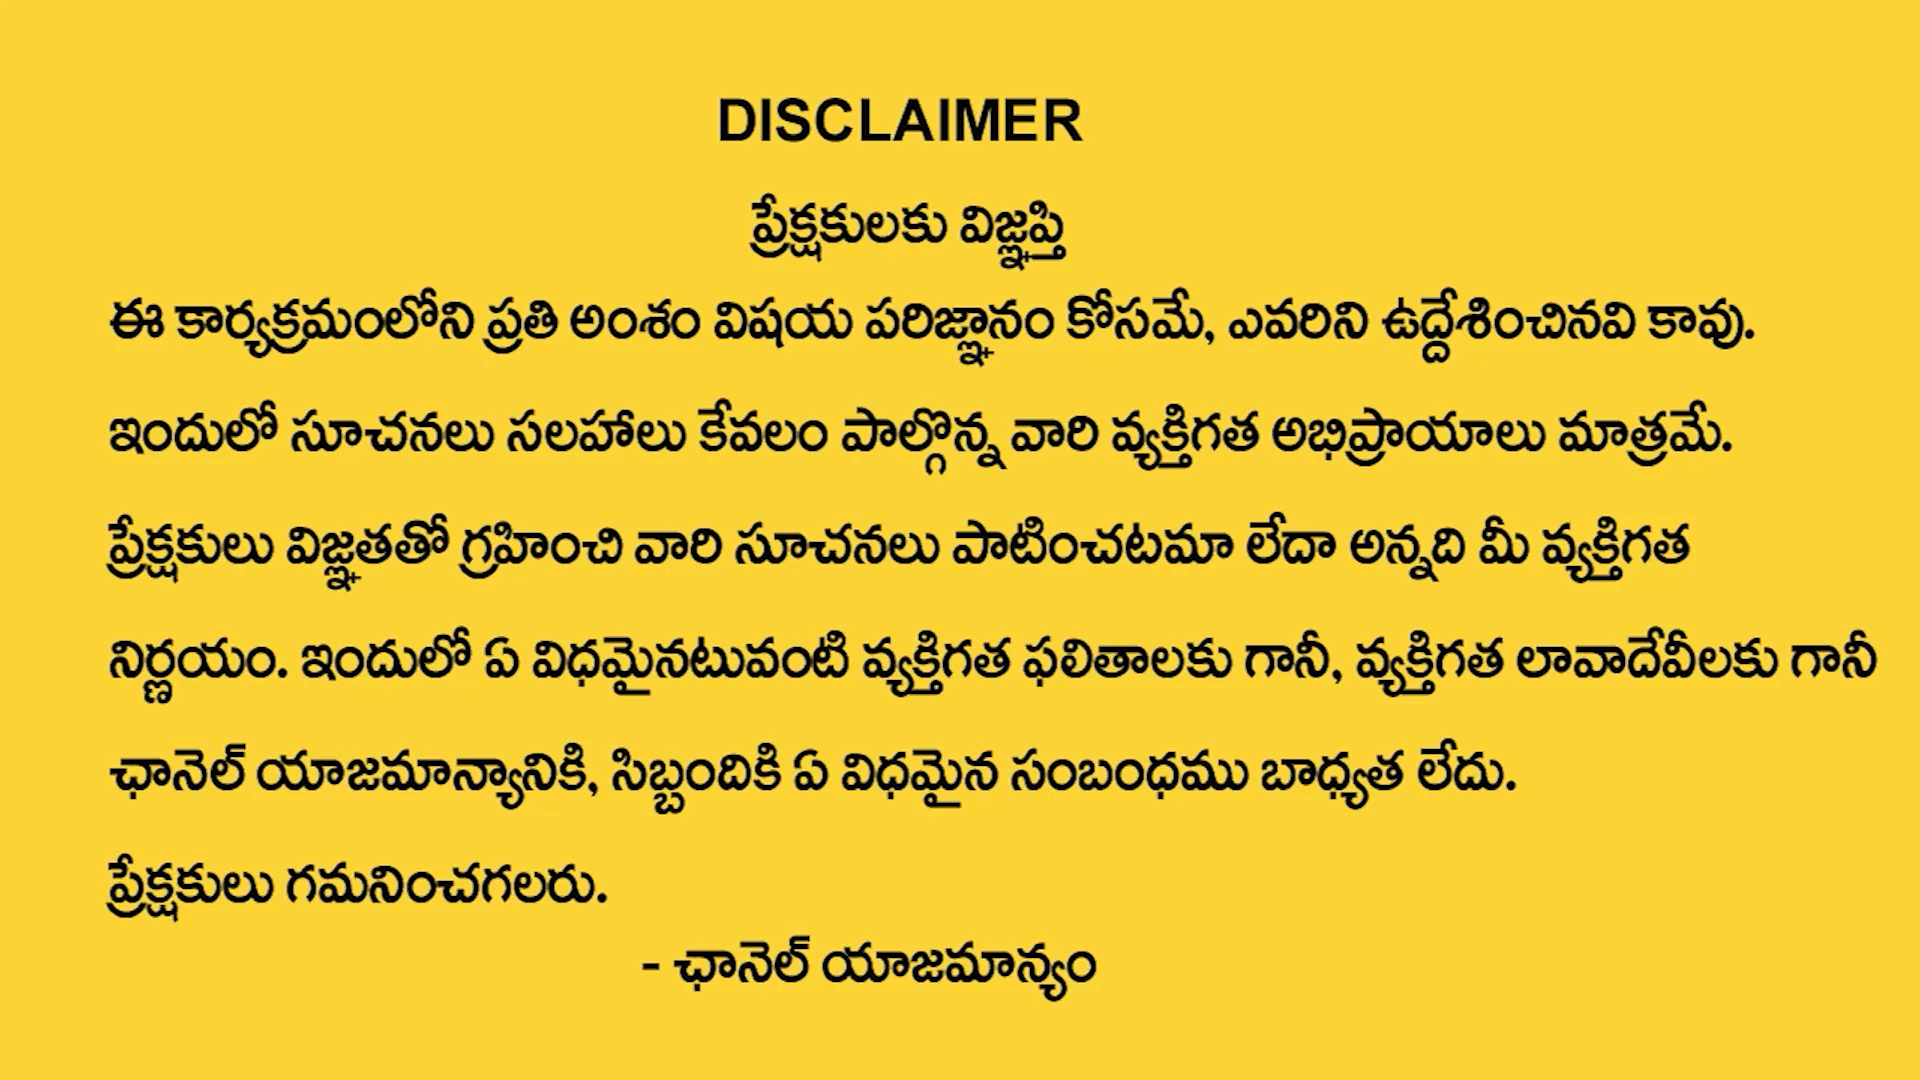 DISCLAIMER
ప్రేక్షకులకు విజ్ఞప్తి
ఈ కార్యక్రమంలోని ప్రతి అంశం విషయ పరిజ్ఞానం కోసమే, ఎవరిని ఉద్దేశించినవి కావు.
ఇందులో సూచనలు సలహాలు కేవలం పాల్గొన్న వారి వ్యక్తిగత అభిప్రాయాలు మాత్రమే.
ప్రేక్షకులు విజ్ఞతతో గ్రహించి వారి సూచనలు పాటించటమా లేదా అన్నది మీ వ్యక్తిగత
నిర్ణయం. ఇందులో ఏ విధమైనటువంటి వ్యక్తిగత ఫలితాలకు గానీ, వ్యక్తిగత లావాదేవీలకు గానీ
ఛానెల్ యాజమాన్యానికి, సిబ్బందికి ఏ విధమైన సంబంధము బాధ్యత లేదు.
ప్రేక్షకులు గమనించగలరు.
- ఛానెల్ యాజమాన్యం